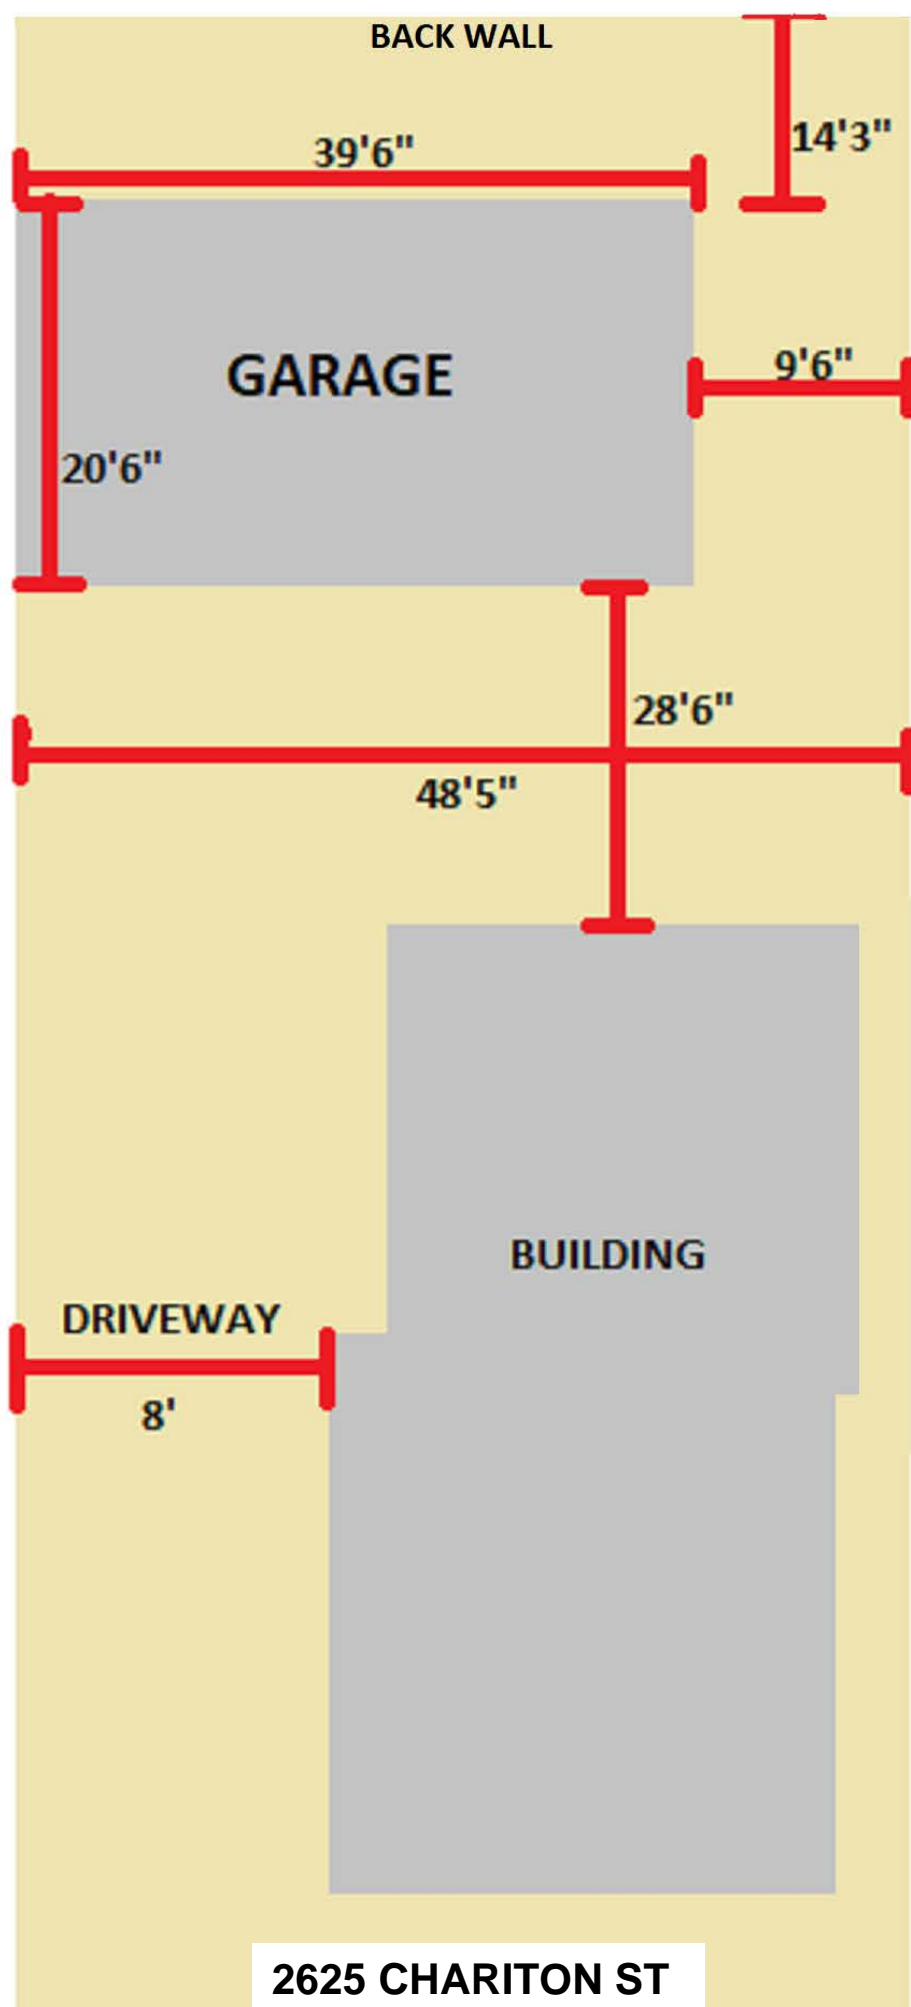 BACK WALL
14'3"
39'6"
GARAGE
9'6"
20'6"
28'6"
48'5"
BUILDING
DRIVEWAY
8'
2625 CHARITON ST